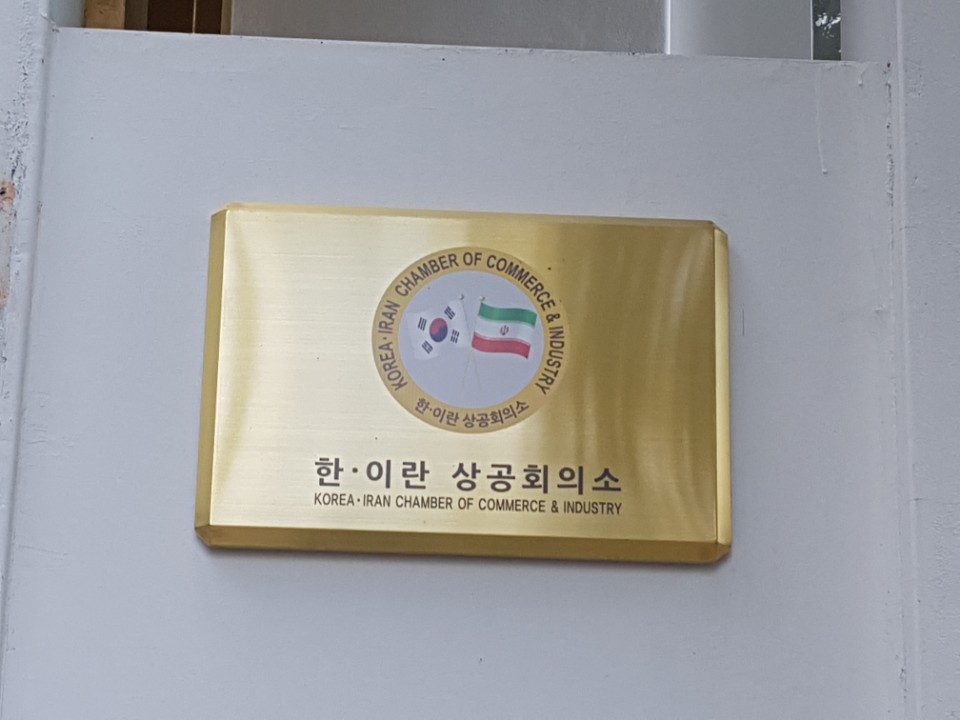 KOREA·IRAN CHAMBER OF COMMERCE & INDUSTRY
한·이란 상공회의소
한·이란 상공회의소
KOREA·IRAN CHAMBER OF COMMERCE & INDUSTRY